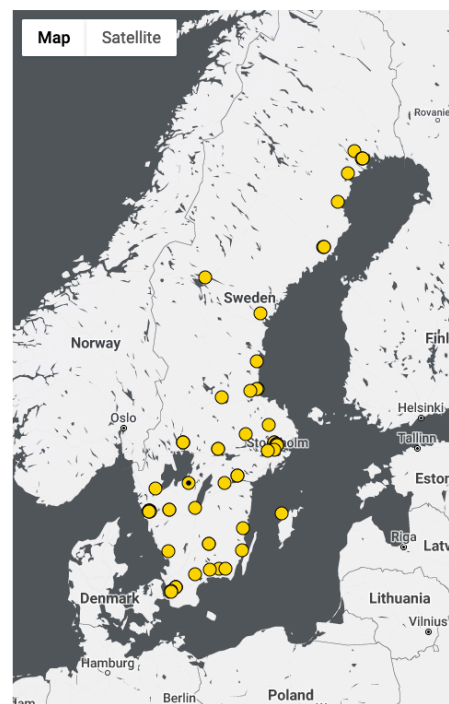 Map Satellite
Rovanie
Sweden
Norway
Finl
Oslo
Helsinki
Stockholm
Tallinn
Eston
Riga
Latv
Denmark
Lithuania
Vilnius
Hamburg
dam
Berlin
Poland